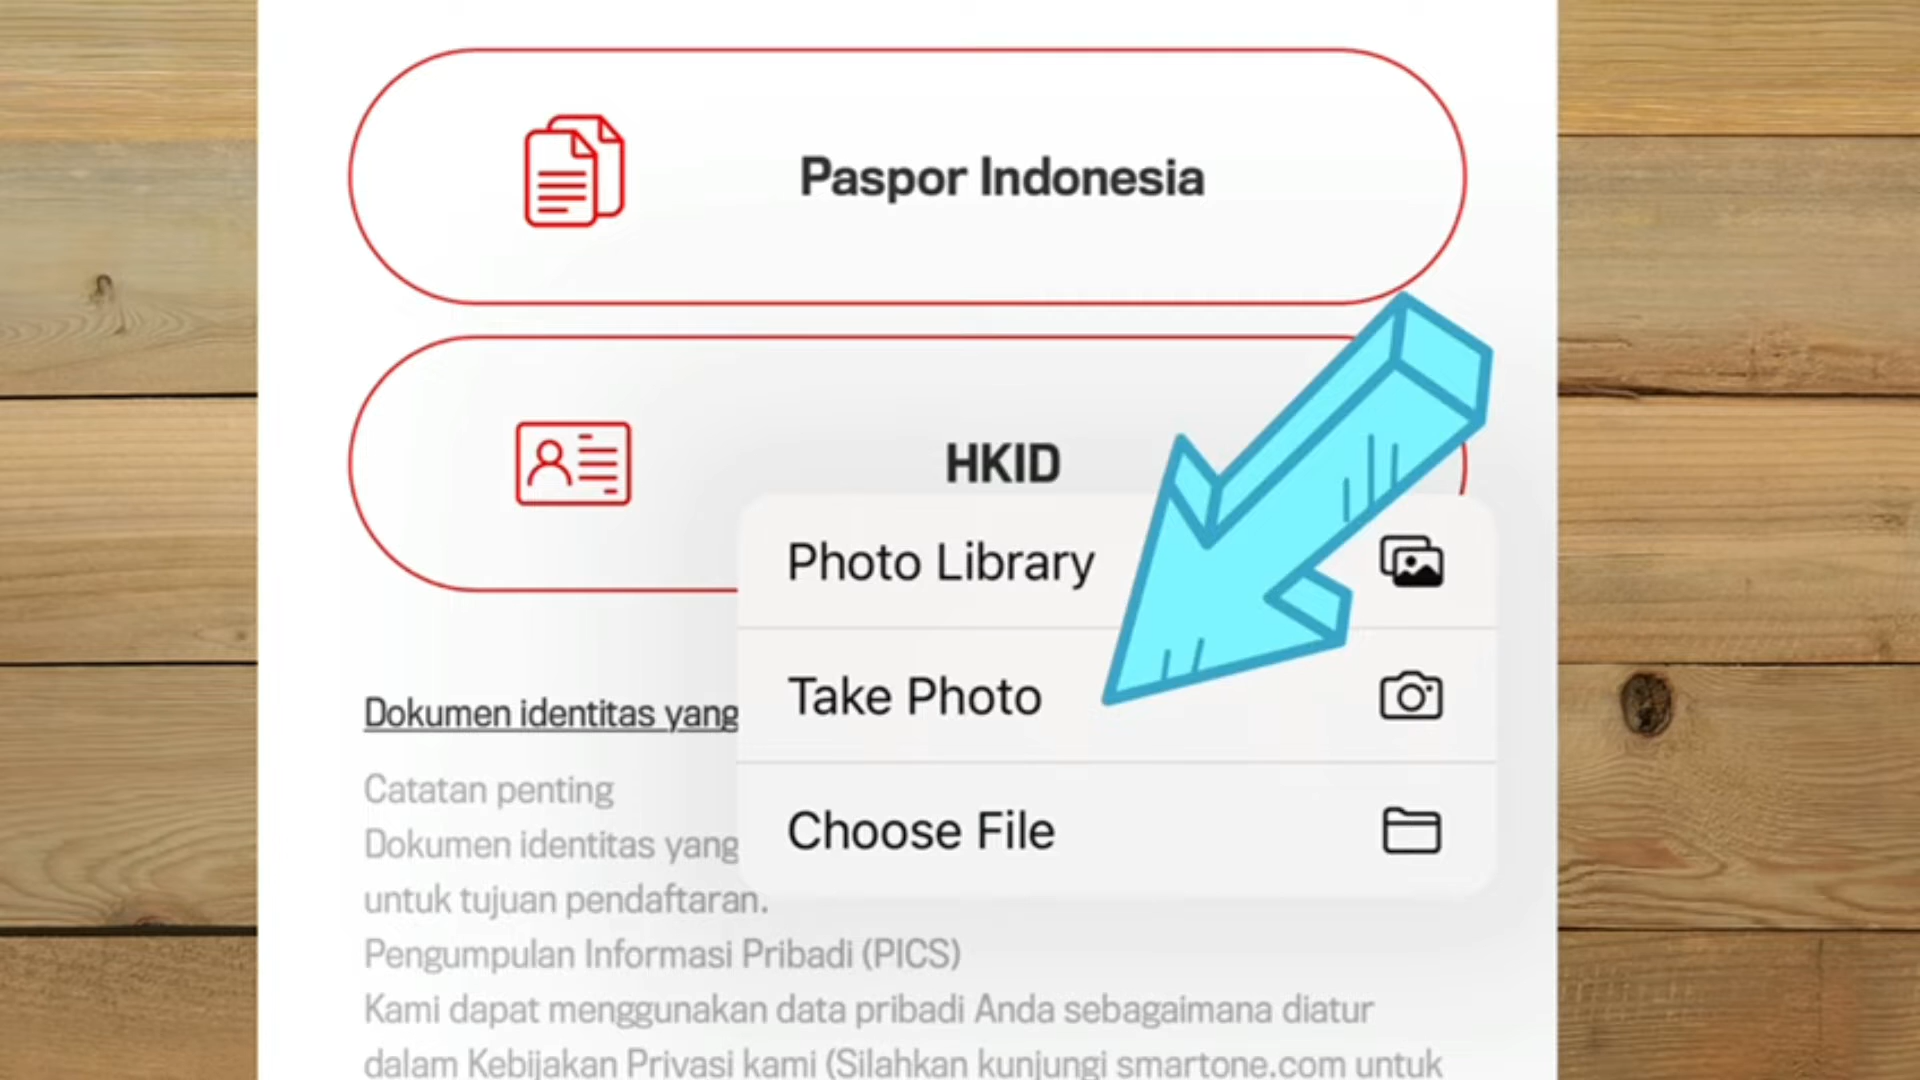 Paspor Indonesia
HKID
Photo Library
Take Photo
Choose File
Dokumen identitas yang
Catatan penting
Dokumen identitas yang
untuk tujuan pendaftaran.
Pengumpulan Informasi Pribadi (PICS)
Kami dapat menggunakan data pribadi Anda sebagaimana diatur
dalam Kebijakan Privasi kami (Silahkan kunjungi smartone.com untuk